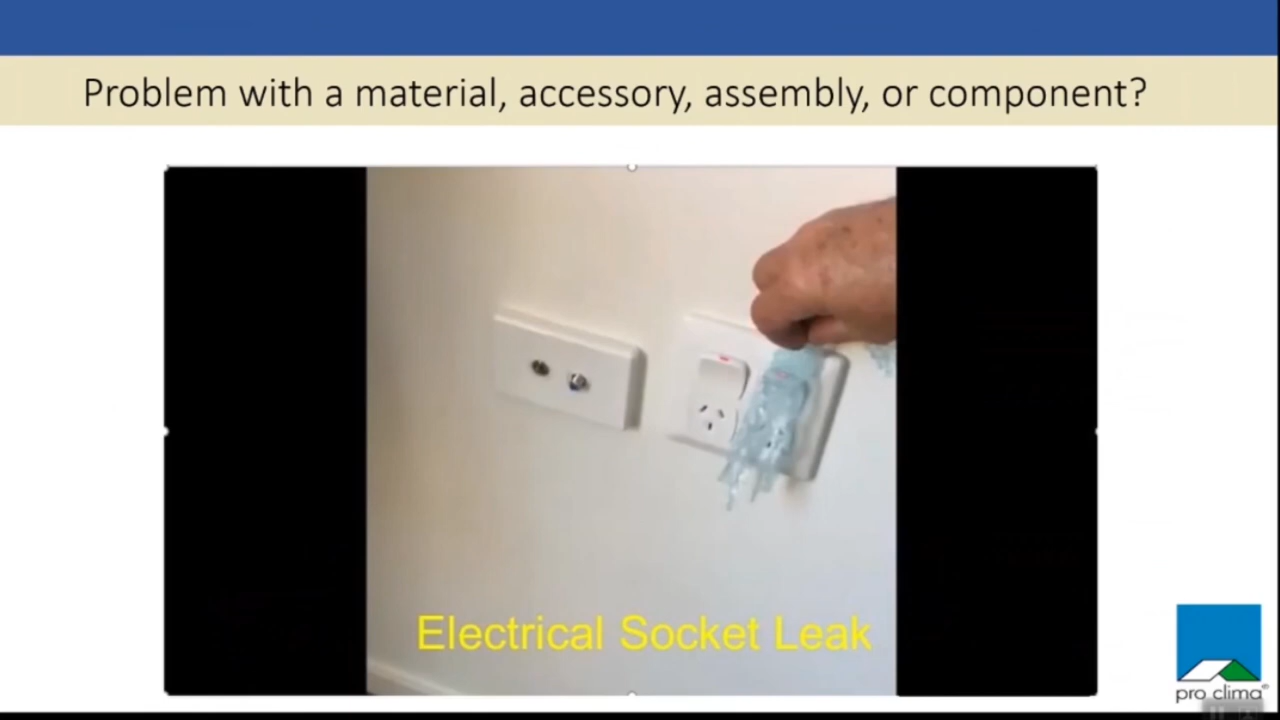 Problem with a material, accessory, assembly, or component?
Electrical Socket Leak
pro clima®